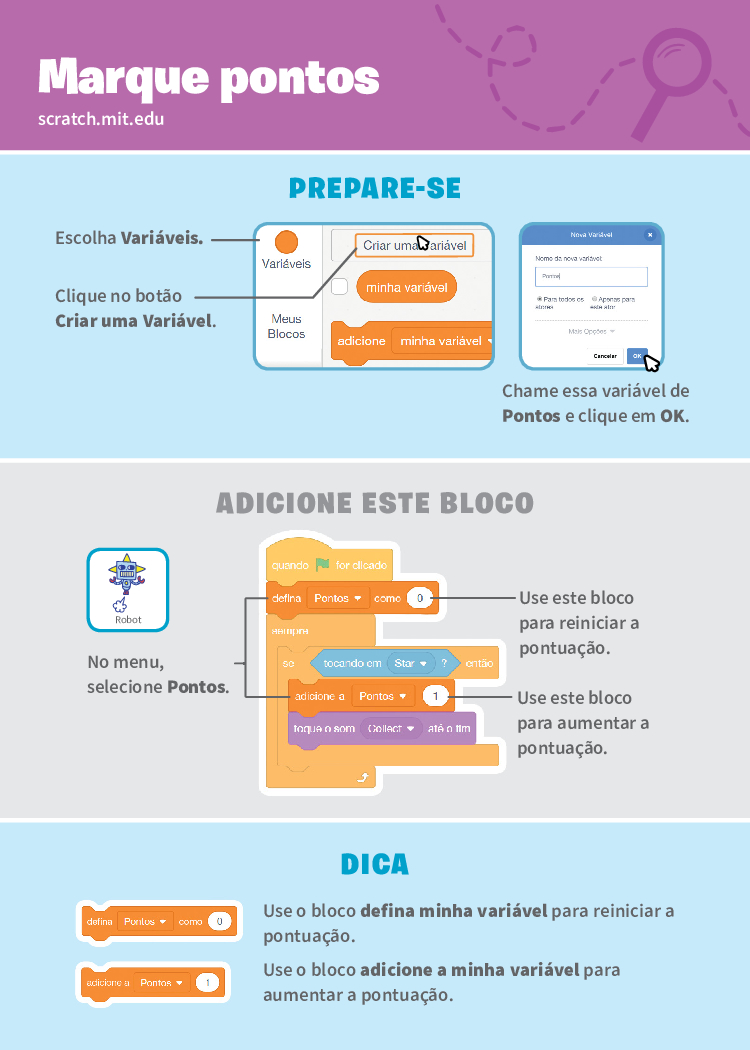 Marque pontos
scratch.mit.edu
PREPARE-SE
Escolha Variáveis.
Clique no botão
Criar uma Variável.
Variáveis
Meus
Blocos
Criar uma Variável
minha variável
adicione minha variável
Nova Variável
Nome da nova variável:
Pontos
Para todos os atores
Apenas para este ator
Mais Opções
Cancelar OK
Chame essa variável de
Pontos e clique em OK.
ADICIONE ESTE BLOCO
Robot
No menu,
selecione Pontos.
quando for clicado
defina Pontos como 0
sempre
se tocando em Star ? então
adicione a Pontos 1
toque o som Collect até o fim
Use este bloco
para reiniciar a
pontuação.
Use este bloco
para aumentar a
pontuação.
DICA
defina Pontos como 0
Use o bloco defina minha variável para reiniciar a
pontuação.
adicione a Pontos 1
Use o bloco adicione a minha variável para
aumentar a pontuação.